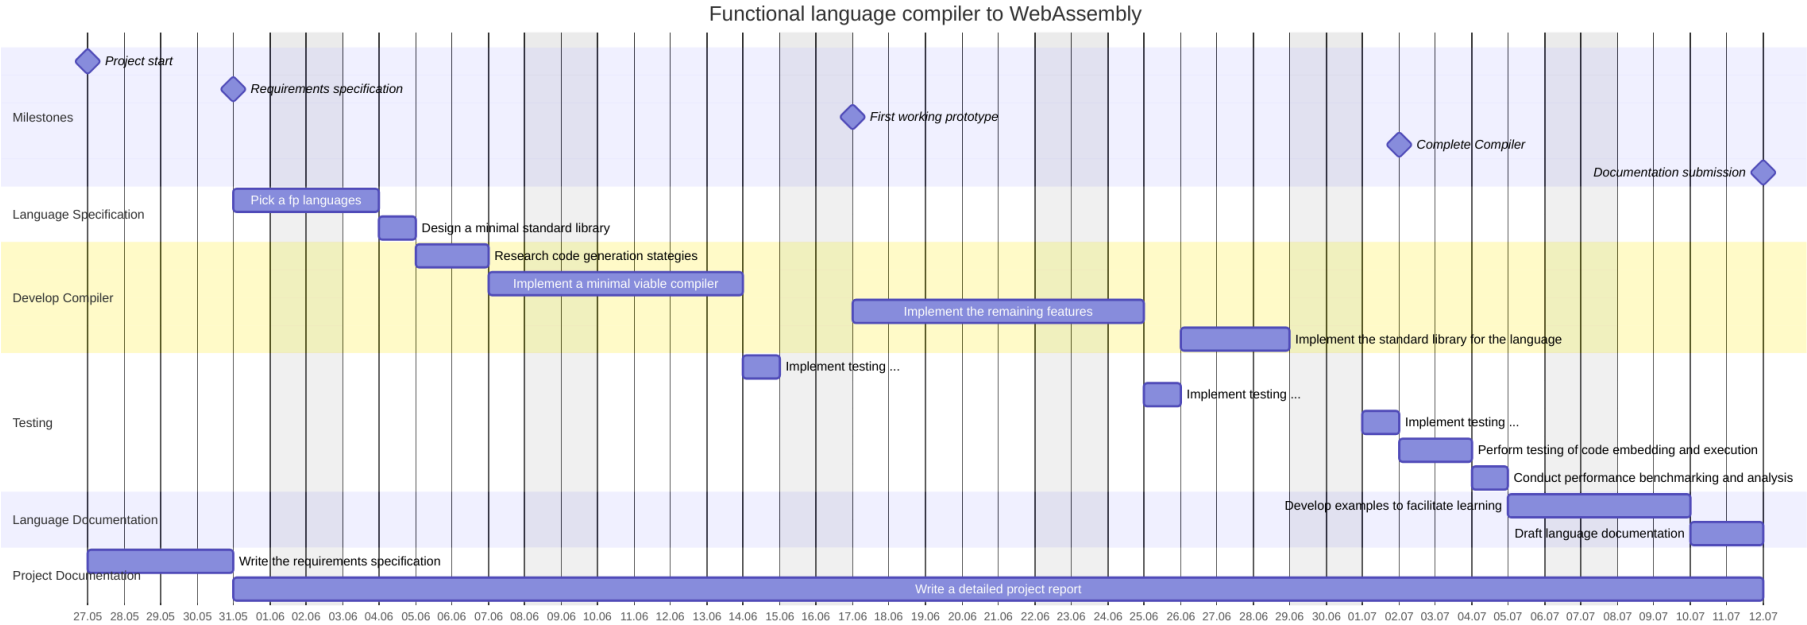 Functional language compiler to WebAssembly
Project start
Requirements specification
Milestones
First working prototype
Complete Compiler
Documentation submission
Pick a fp languages
Language Specification
Design a minimal standard library
Research code generation stategies
Implement a minimal viable compiler
Develop Compiler
Implement the remaining features
Implement the standard library for the language
Implement testing ...
Implement testing ...
Testing
Implement testing ...
Perform testing of code embedding and execution
Conduct performance benchmarking and analysis
Develop examples to facilitate learning
Language Documentation
Draft language documentation
Write the requirements specification
Project Documentation
Write a detailed project report
27.05 28.05 29.05 30.05 31.05 01.06 02.06 03.06 04.06 05.06 06.06 07.06 08.06 09.06 10.06 11.06 12.06 13.06 14.06 15.06 16.06 17.06 18.06 19.06 20.06 21.06 22.06 23.06 24.06 25.06 26.06 27.06 28.06 29.06 30.06 01.07 02.07 03.07 04.07 05.07 06.07 07.07 08.07 09.07 10.07 11.07 12.07